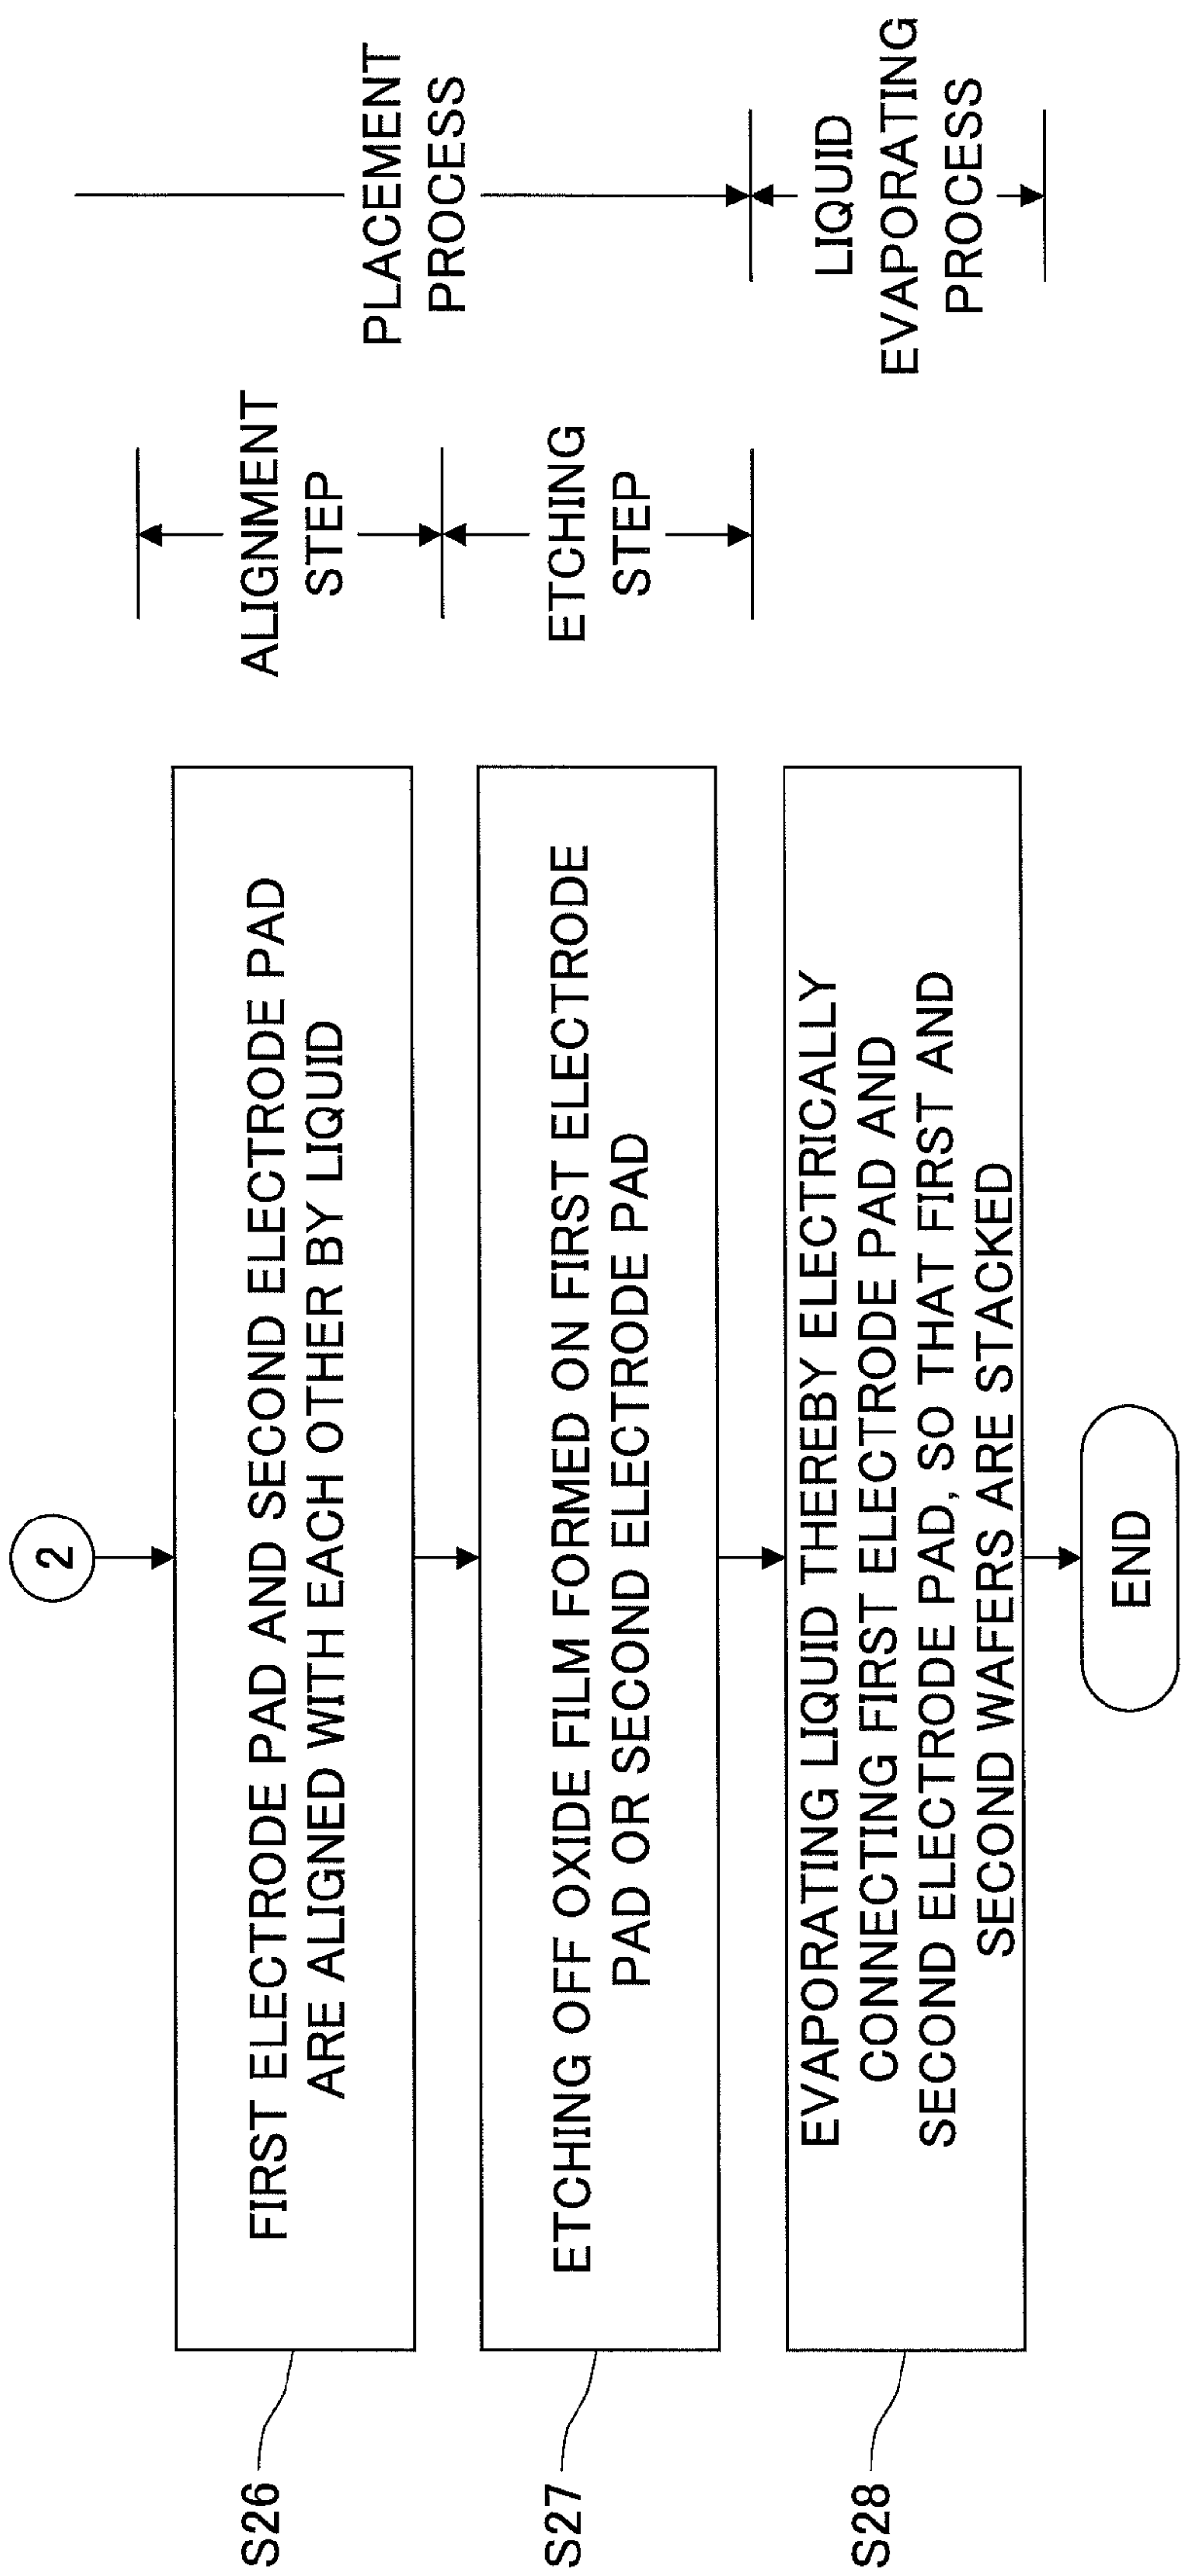 2
S26
FIRST ELECTRODE PAD AND SECOND ELECTRODE PAD
ARE ALIGNED WITH EACH OTHER BY LIQUID
ALIGNMENT
STEP
PLACEMENT
PROCESS
S27
ETCHING OFF OXIDE FILM FORMED ON FIRST ELECTRODE
PAD OR SECOND ELECTRODE PAD
ETCHING
STEP
S28
EVAPORATING LIQUID THEREBY ELECTRICALLY
CONNECTING FIRST ELECTRODE PAD AND
SECOND ELECTRODE PAD, SO THAT FIRST AND
SECOND WAFERS ARE STACKED
LIQUID
EVAPORATING
PROCESS
END